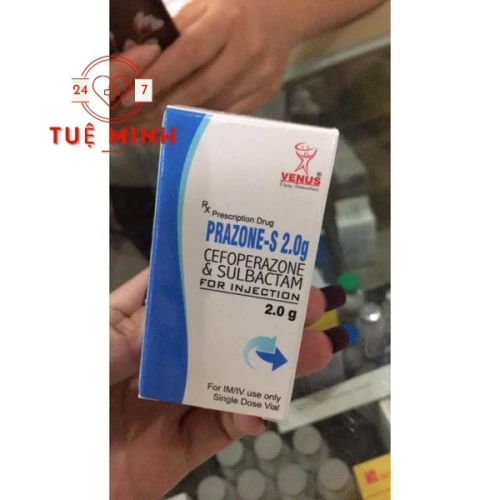 24
7
TUỆ MINH
VENUS
Rx Prescription Drug
PRAZONE-S 2.0g
CEFOPERAZONE
& SULBACTAM
FOR INJECTION
2.0 g
For IM/IV use only
Single Dose Vial